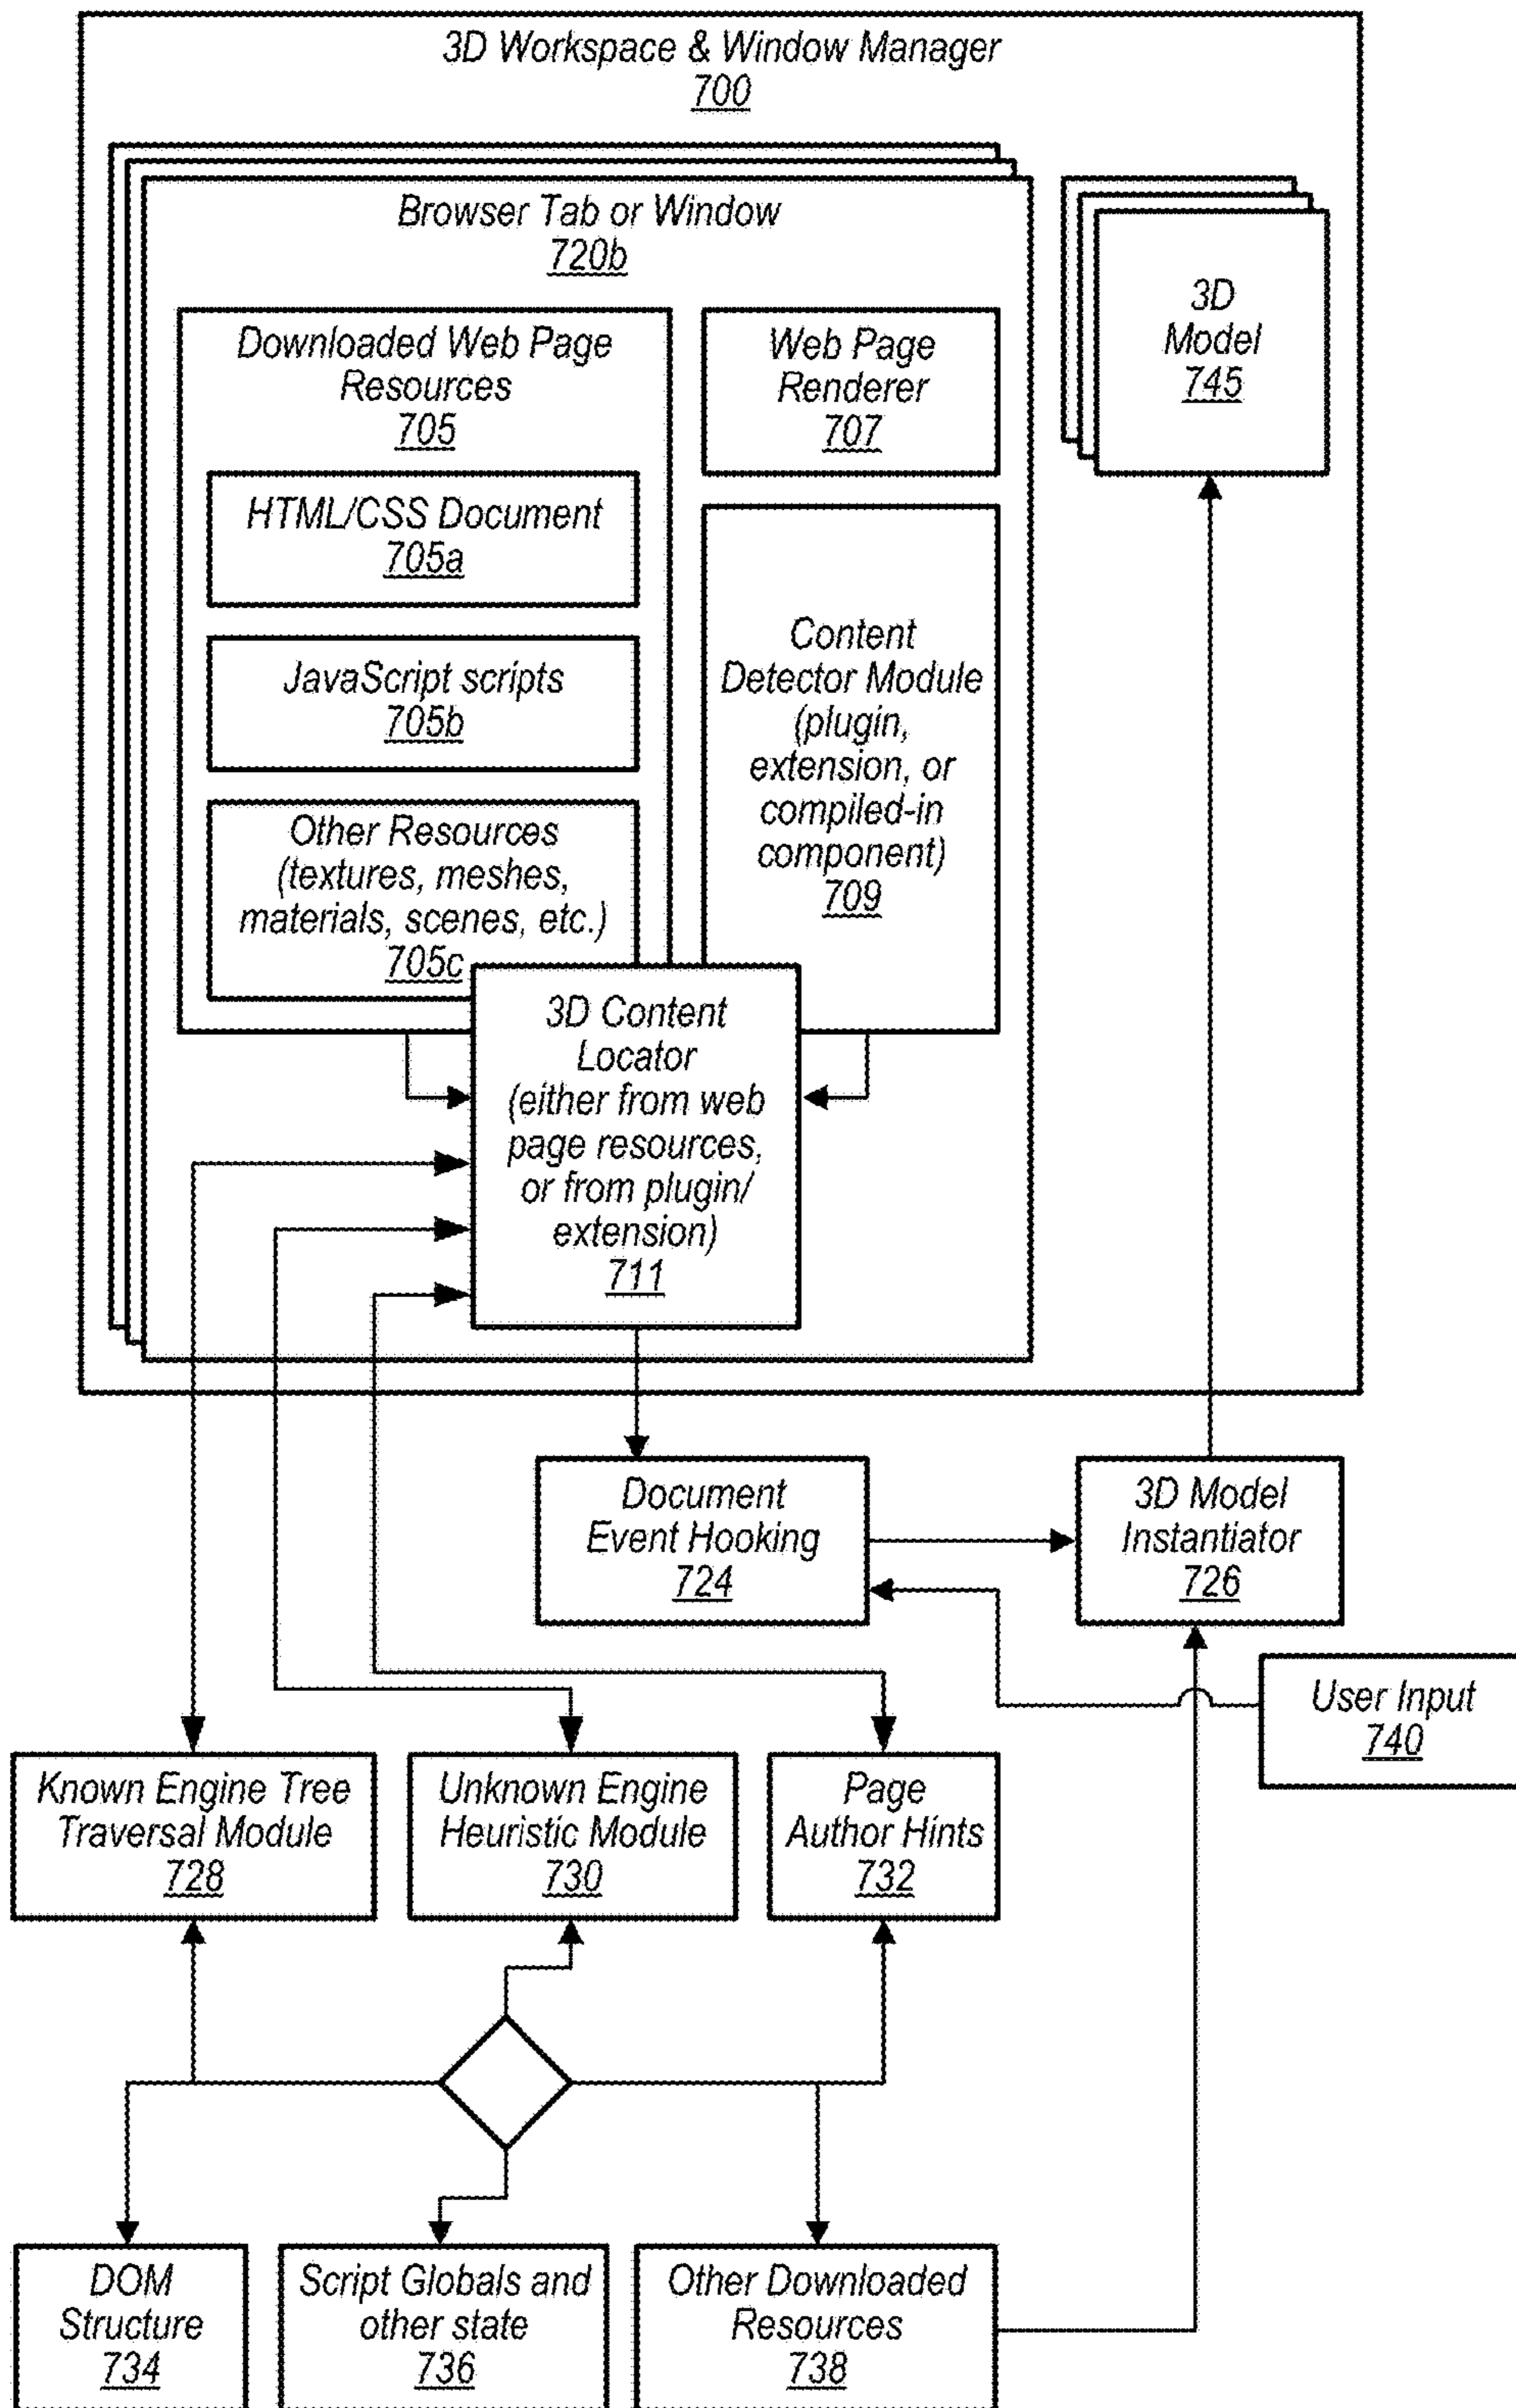 3D Workspace & Window Manager
700
Browser Tab or Window
720b
Downloaded Web Page
Resources
705
HTML/CSS Document
705a
JavaScript scripts
705b
Other Resources
(textures, meshes,
materials, scenes, etc.)
705c
Web Page
Renderer
707
Content
Detector Module
(plugin,
extension, or
compiled-in
component)
709
3D
Model
745
3D Content
Locator
(either from web
page resources,
or from plugin/
extension)
711
Document
Event Hooking
724
3D Model
Instantiator
726
User Input
740
Known Engine Tree
Traversal Module
728
Unknown Engine
Heuristic Module
730
Page
Author Hints
732
DOM
Structure
734
Script Globals and
other state
736
Other Downloaded
Resources
738